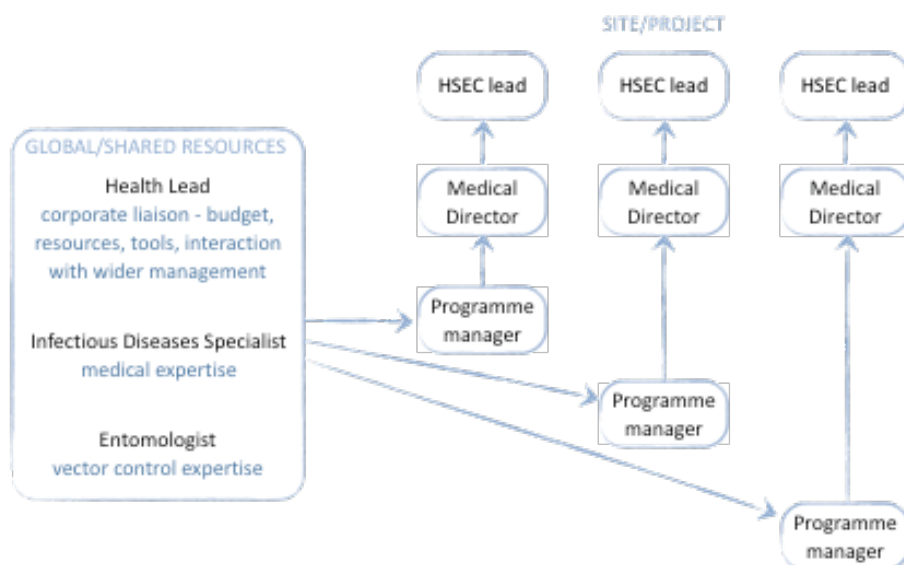 SITE/PROJECT
HSEC lead
HSEC lead
HSEC lead
GLOBAL/SHARED RESOURCES
Health Lead
corporate liaison - budget,
resources, tools, interaction
with wider management
Infectious Diseases Specialist
medical expertise
Entomologist
vector control expertise
Medical
Director
Medical
Director
Medical
Director
Programme
manager
Programme
manager
Programme
manager